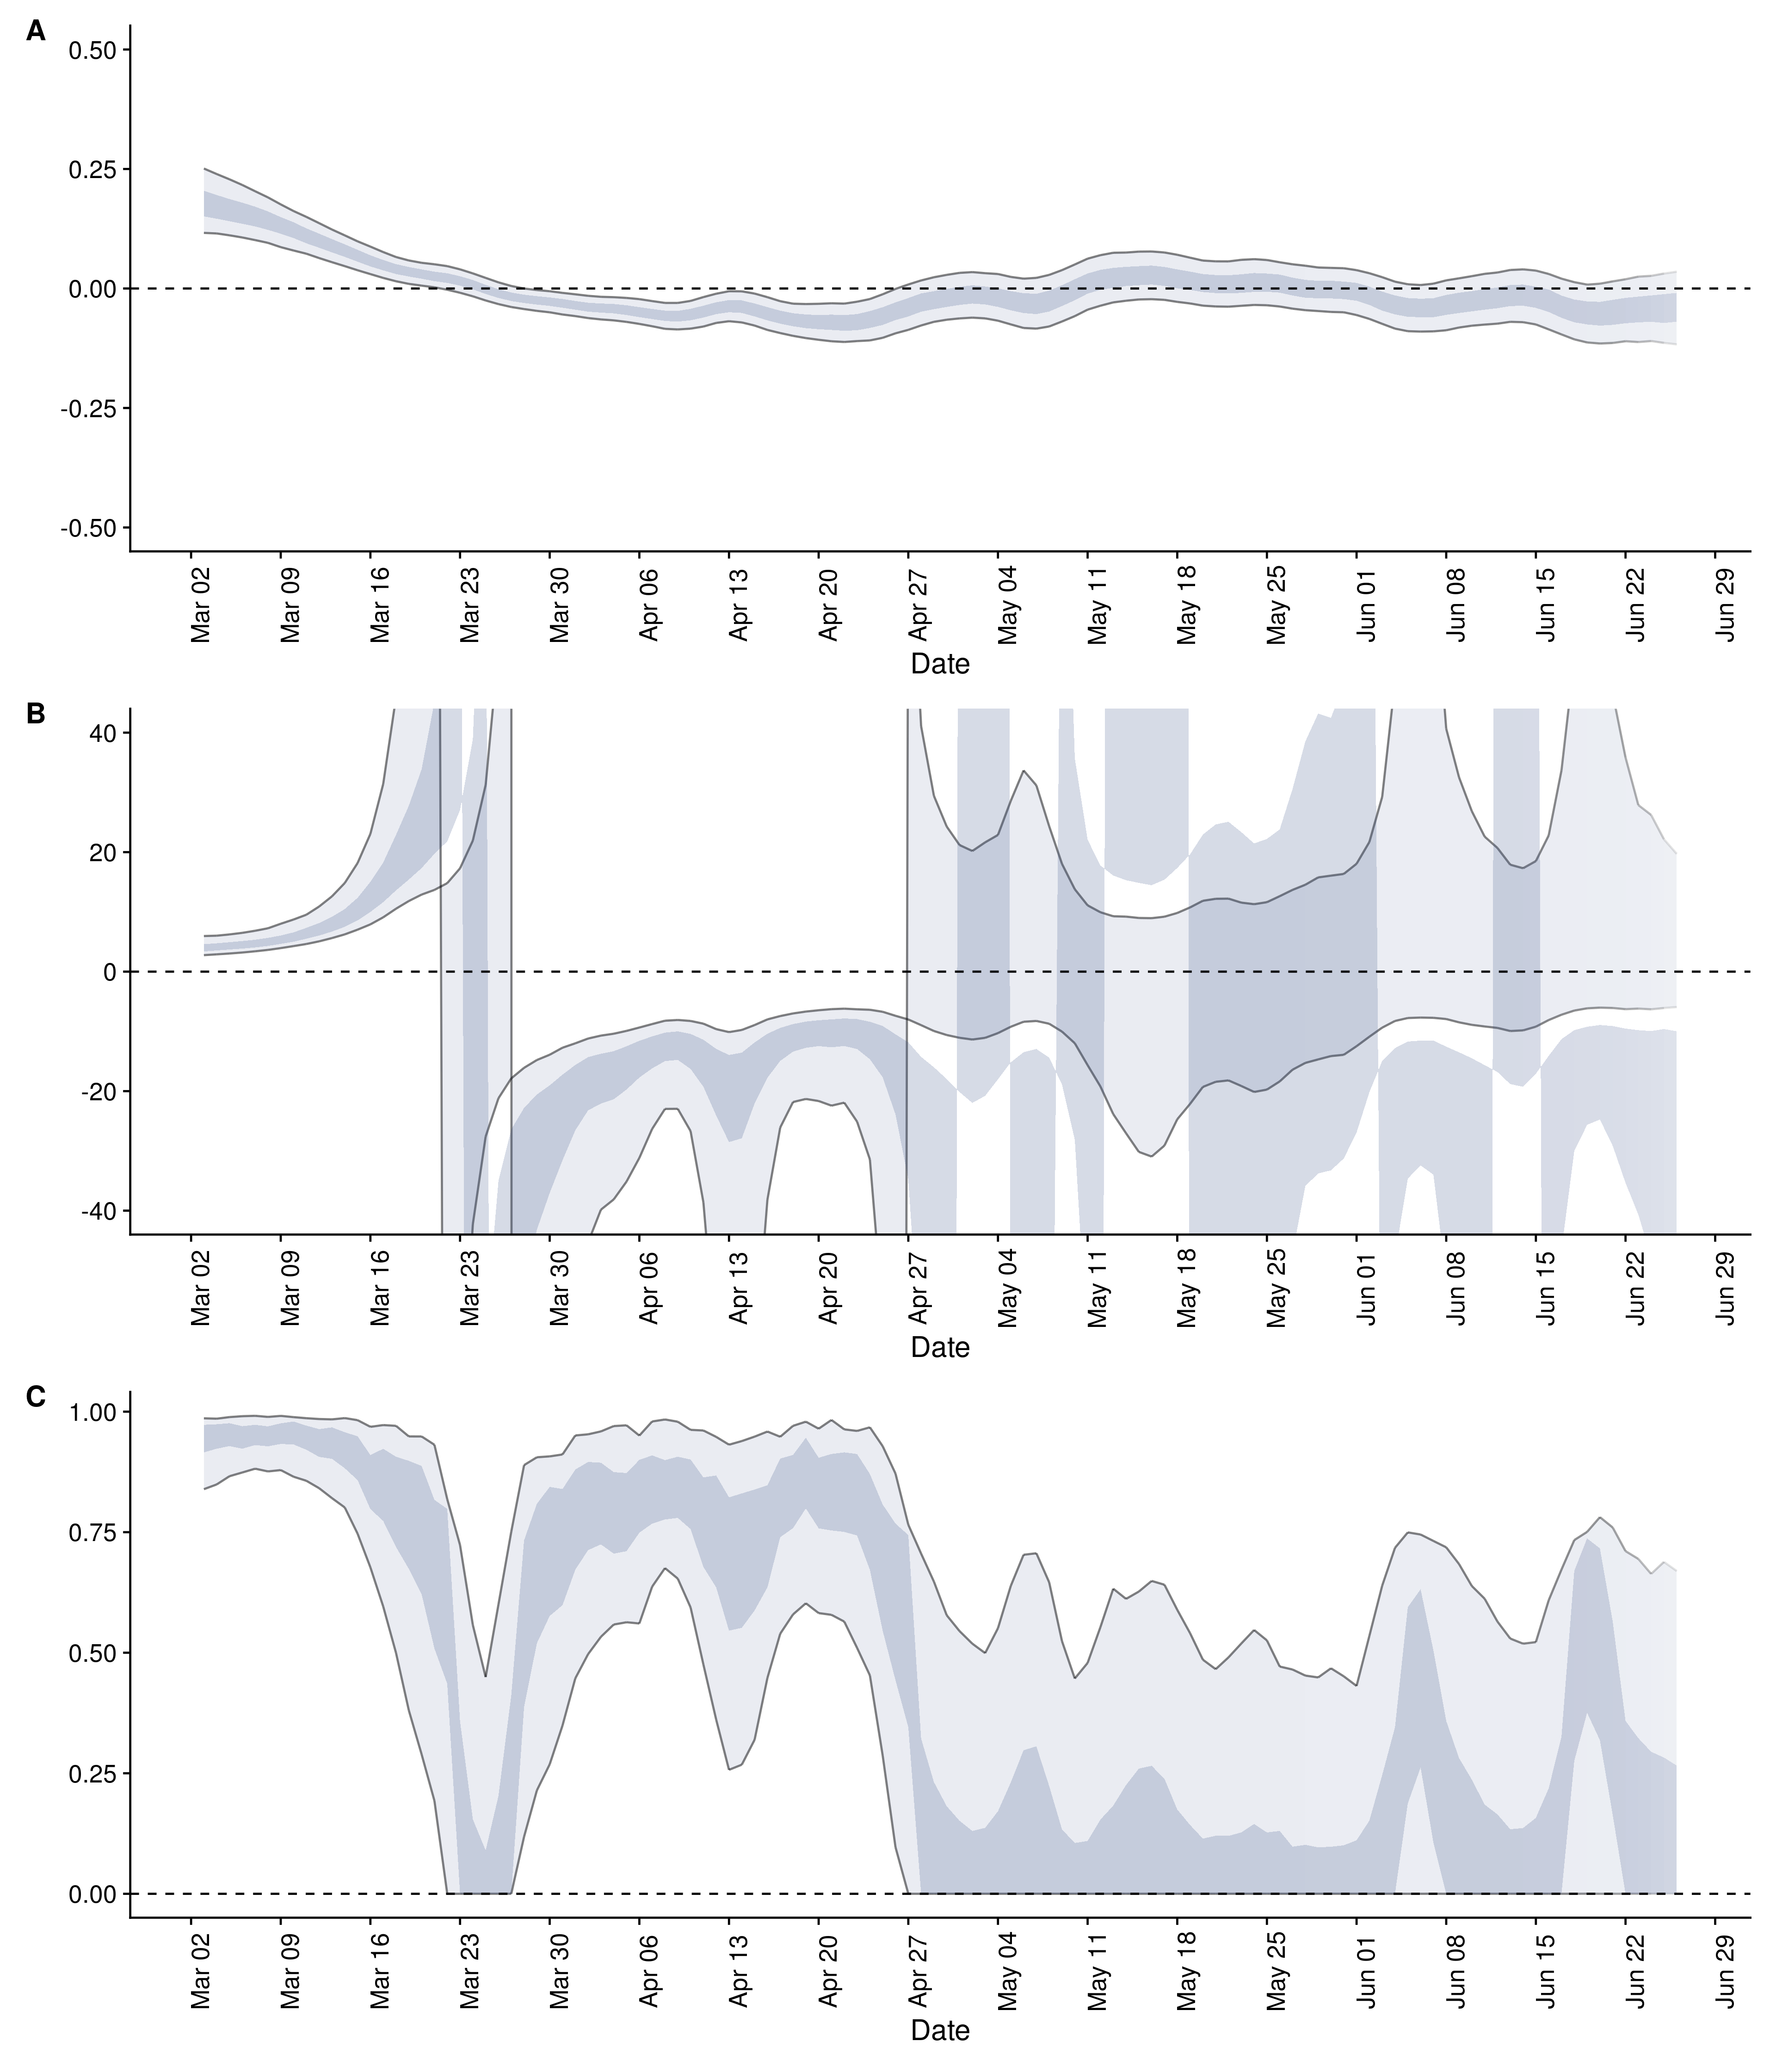 A
0.50
0.25
0.00
-0.25
-0.50
Mar 02
Mar 09
Mar 16
Mar 23
Mar 30
Apr 06
Apr 13
Apr 20
Apr 27
May 04
May 11
May 18
May 25
Jun 01
Jun 08
Jun 15
Jun 22
Jun 29
Date
B
40
20
0
-20
-40
Mar 02
Mar 09
Mar 16
Mar 23
Mar 30
Apr 06
Apr 13
Apr 20
Apr 27
May 04
May 11
May 18
May 25
Jun 01
Jun 08
Jun 15
Jun 22
Jun 29
Date
C
1.00
0.75
0.50
0.25
0.00
Mar 02
Mar 09
Mar 16
Mar 23
Mar 30
Apr 06
Apr 13
Apr 20
Apr 27
May 04
May 11
May 18
May 25
Jun 01
Jun 08
Jun 15
Jun 22
Jun 29
Date